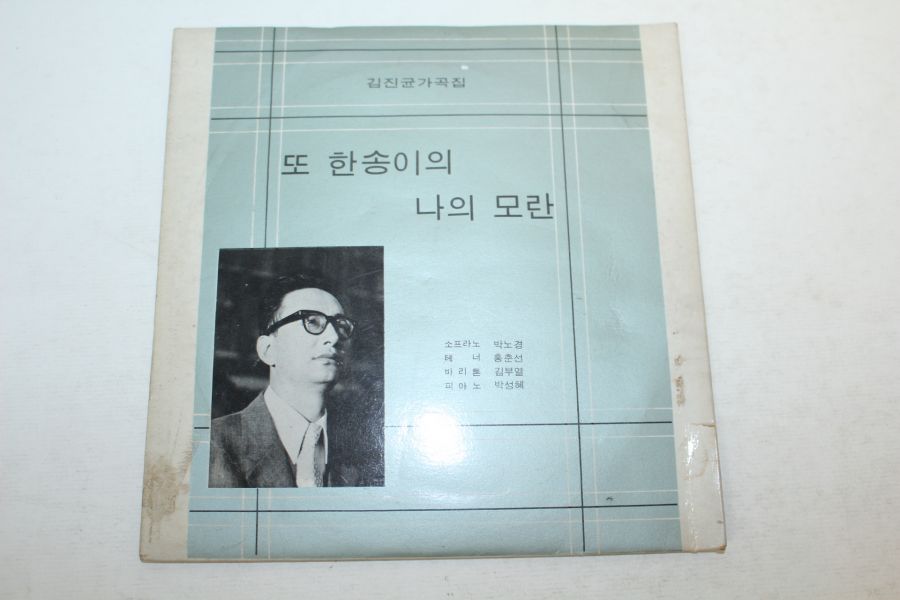 김진균가곡집
또 한송이의
나의 모란
소프라노 박노경
테 너 홍춘선
바리톤 김부열
피아노 박성혜